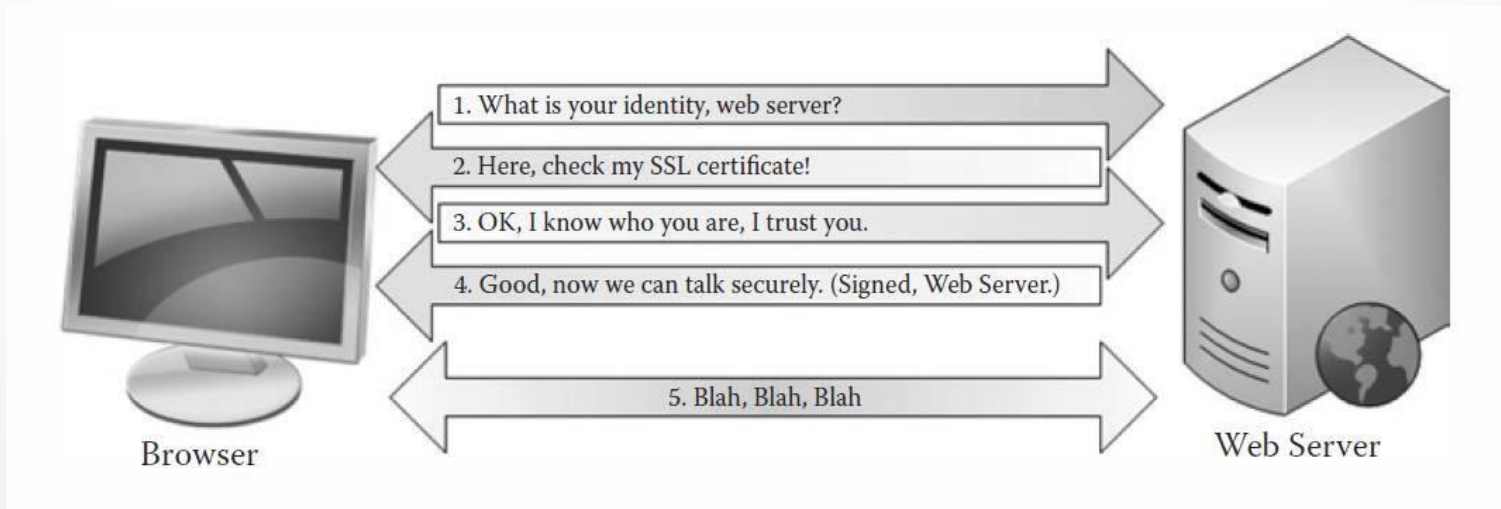 1. What is your identity, web server?
2. Here, check my SSL certificate!
3. OK, I know who you are, I trust you.
4. Good, now we can talk securely. (Signed, Web Server.)
5. Blah, Blah, Blah
Browser
Web Server